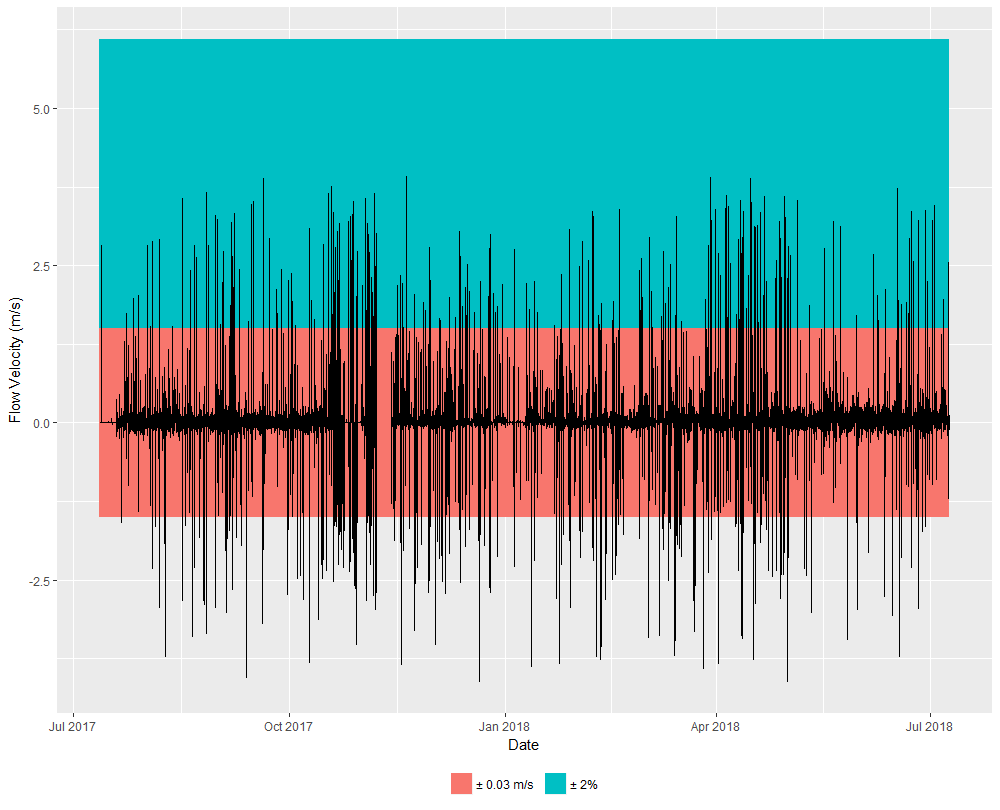 Flow Velocity (m/s)
5.0
2.5
0.0
-2.5
Jul 2017
Oct 2017
Jan 2018
Apr 2018
Jul 2018
Date
± 0.03 m/s
± 2%